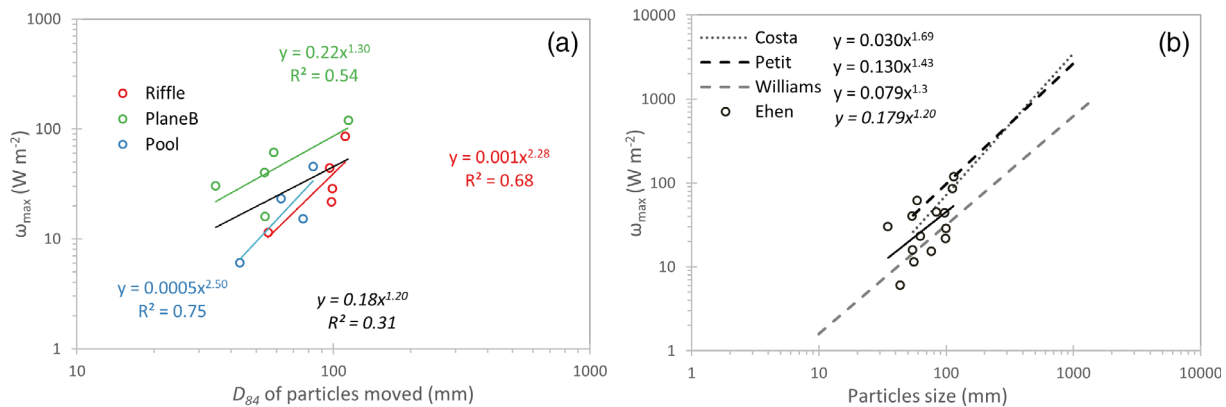 (a)
1000
100
10
1
ω_max (W m⁻²)
10
100
1000
D₈₄ of particles moved (mm)
Riffle
PlaneB
Pool
y = 0.22x^1.30
R² = 0.54
y = 0.001x^2.28
R² = 0.68
y = 0.0005x^2.50
R² = 0.75
y = 0.18x^1.20
R² = 0.31
(b)
10000
1000
100
10
1
ω_max (W m⁻²)
1
10
100
1000
10000
Particles size (mm)
Costa y = 0.030x^1.69
Petit y = 0.130x^1.43
Williams y = 0.079x^1.3
Ehen y = 0.179x^1.20